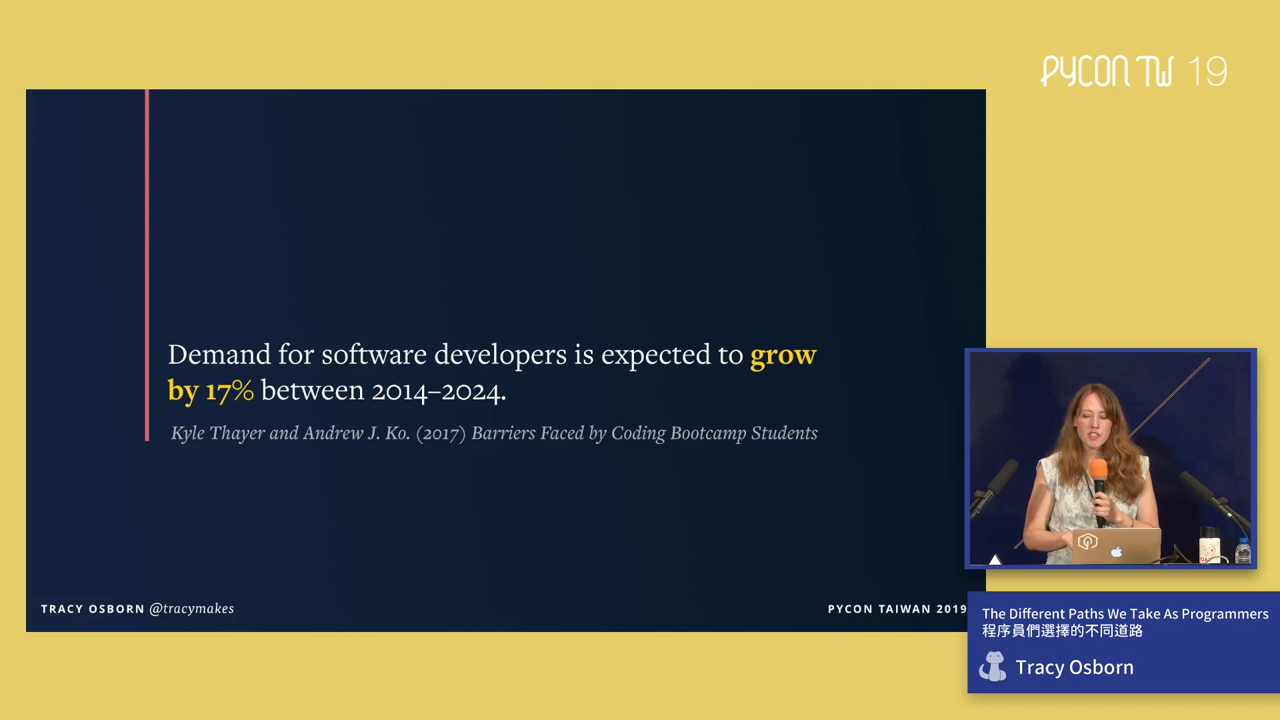 PYCON TW 19
Demand for software developers is expected to grow
by 17% between 2014–2024.
Kyle Thayer and Andrew J. Ko. (2017) Barriers Faced by Coding Bootcamp Students
TRACY OSBORN @tracymakes
PYCON TAIWAN 2019
The Different Paths We Take As Programmers
程序員們選擇的不同道路
Tracy Osborn